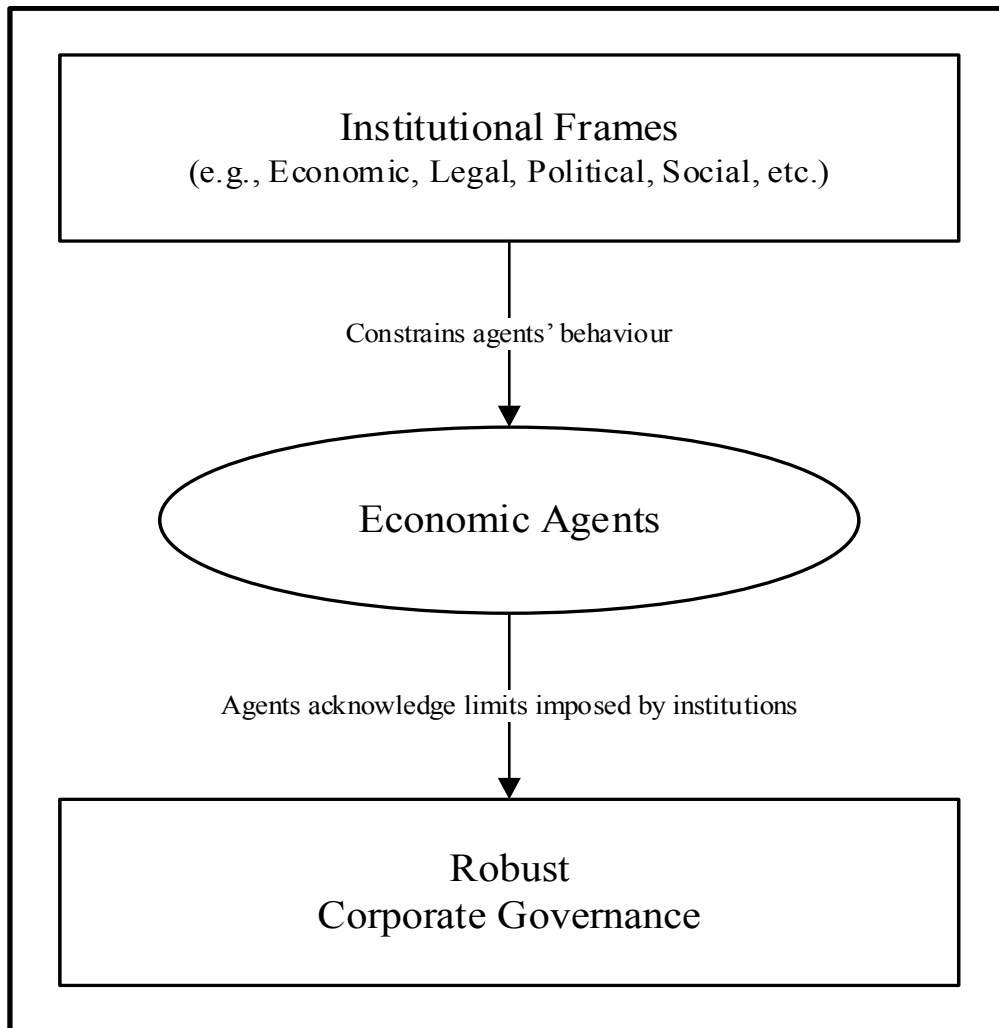 Institutional Frames
(e.g., Economic, Legal, Political, Social, etc.)
Constrains agents’ behaviour
Economic Agents
Agents acknowledge limits imposed by institutions
Robust
Corporate Governance